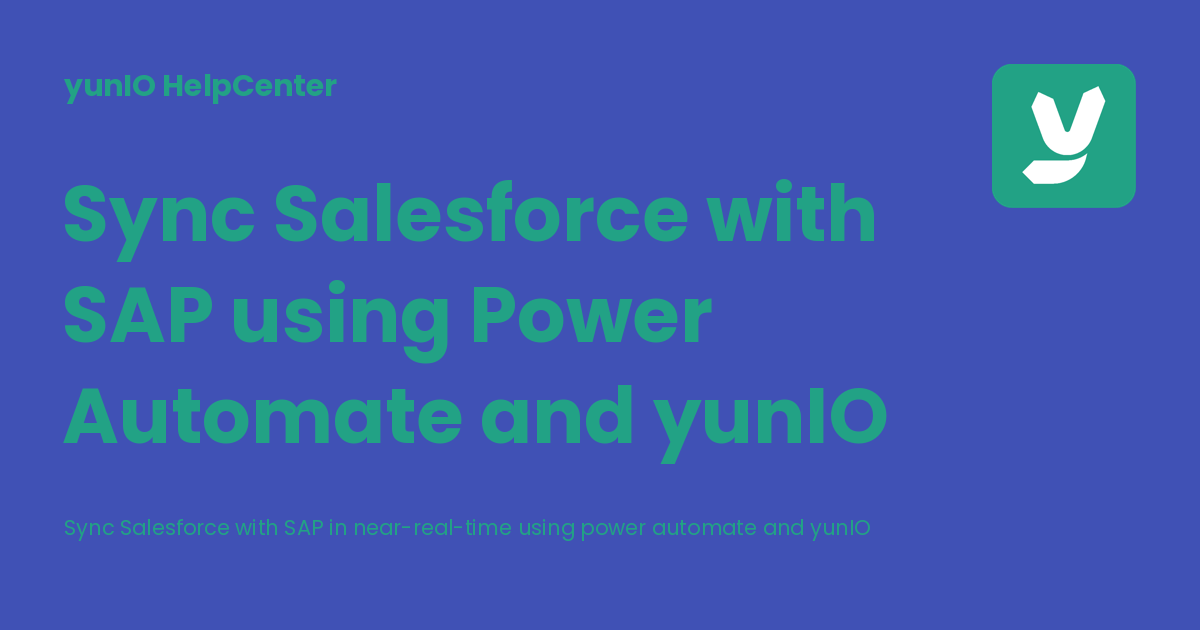 yunIO HelpCenter
Sync Salesforce with
SAP using Power
Automate and yunIO
Sync Salesforce with SAP in near-real-time using power automate and yunIO